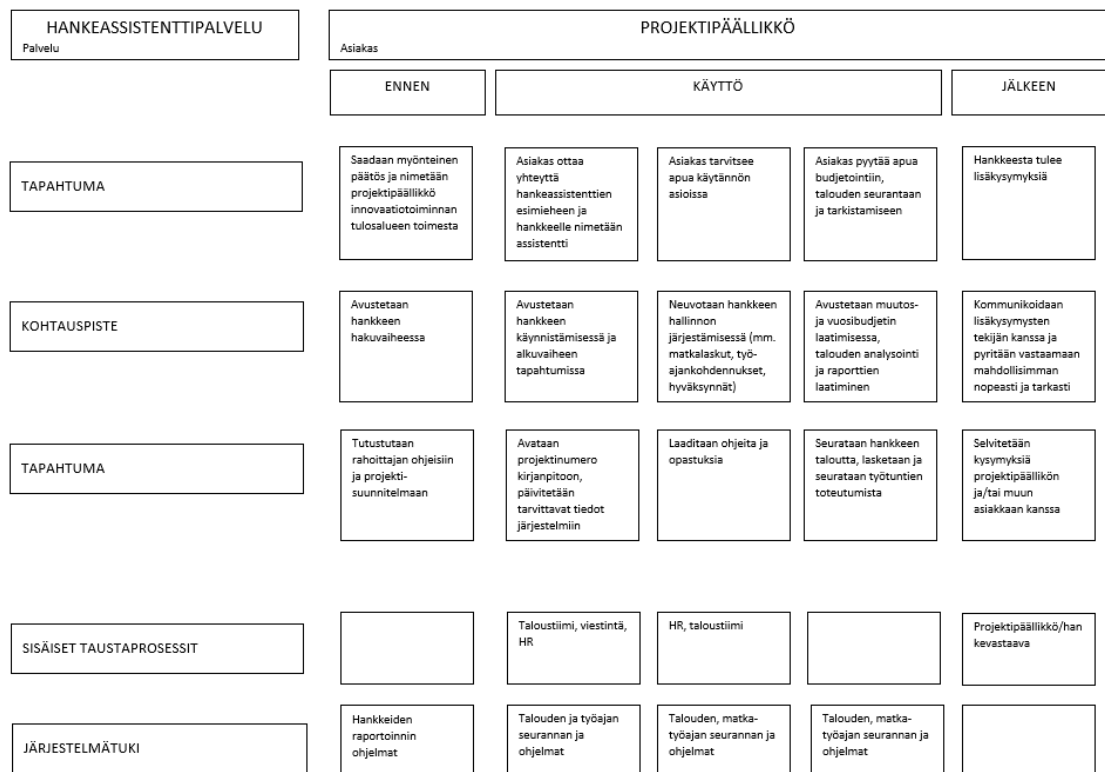 HANKEASSISTENTTIPALVELU
Palvelu
PROJEKTIPÄÄLLIKKÖ
Asiakas
ENNEN
KÄYTTÖ
JÄLKEEN
TAPAHTUMA
Saadaan myönteinen
päätös ja nimetään
projektipäällikkö
innovaatiotoiminnan
tulosalueen toimesta
Asiakas ottaa
yhteyttä
hankeassistenttien
esimieheen ja
hankkeelle nimetään
assistentti
Asiakas tarvitsee
apua käytännön
asioissa
Asiakas pyytää apua
budjetointiin,
talouden seurantaan
ja tarkistamiseen
Hankkeesta tulee
lisäkysymyksiä
KOHTAUSPISTE
Avustetaan
hankkeen
hakuvaiheessa
Avustetaan
hankkeen
käynnistämisessä ja
alkuvaiheen
tapahtumissa
Neuvotaan hankkeen
hallinnon
järjestämisessä (mm.
matkalaskut, työ-
ajankohdennukset,
hyväksynnät)
Avustetaan muutos-
ja vuosibudjetin
laatimisessa,
talouden analysointi
ja raporttien
laatiminen
Kommunikoidaan
lisäkysymysten
tekijän kanssa ja
pyritään vastaamaan
mahdollisimman
nopeasti ja tarkasti
TAPAHTUMA
Tutustutaan
rahoittajan ohjeisiin
ja projekti-
suunnitelmaan
Avataan
projektinumero
kirjanpitoon,
päivitetään
tarvittavat tiedot
järjestelmiin
Laaditaan ohjeita ja
opastuksia
Seurataan hankkeen
taloutta, lasketaan ja
seurataan työtuntien
toteutumista
Selvitetään
kysymyksiä
projektipäällikön
ja/tai muun
asiakkaan kanssa
SISÄISET TAUSTAPROSESSIT
Taloustiimi, viestintä,
HR
HR, taloustiimi
Projektipäällikkö/han
kevastaava
JÄRJESTELMÄTUKI
Hankkeiden
raportoinnin
ohjelmat
Talouden ja työajan
seurannan ja
ohjelmat
Talouden, matka-
työajan seurannan ja
ohjelmat
Talouden, matka-
työajan seurannan ja
ohjelmat